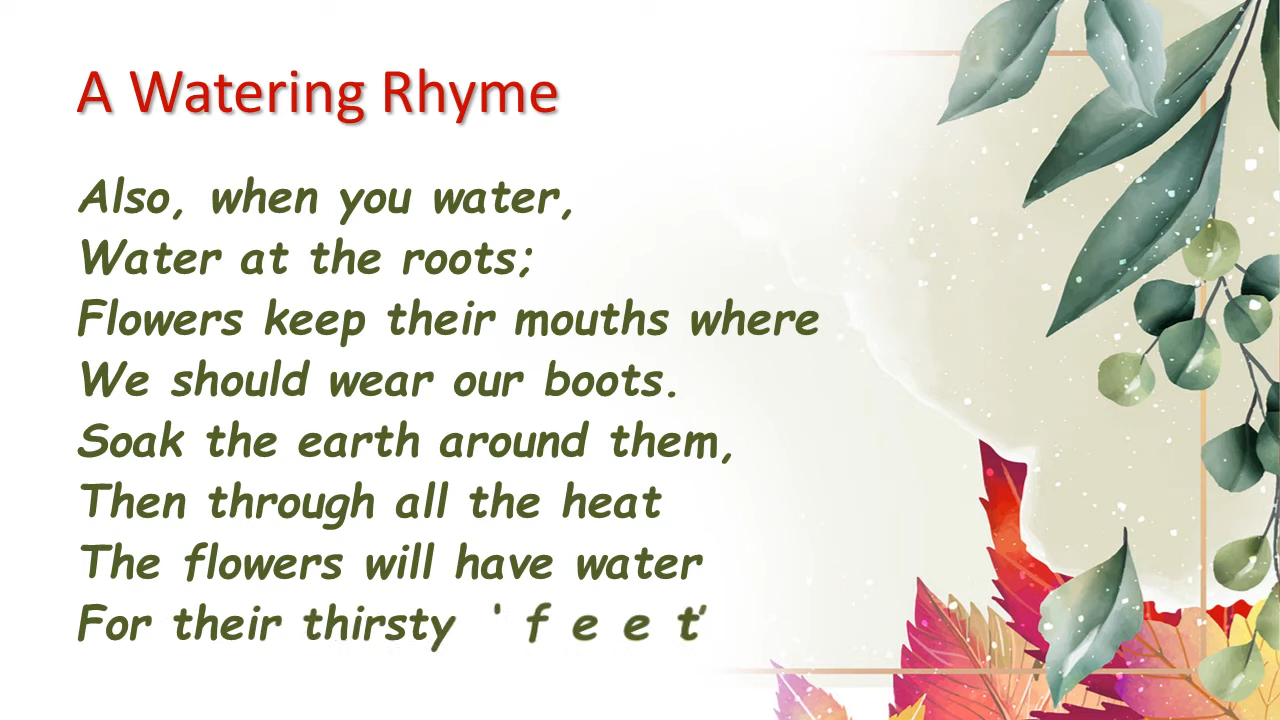 A Watering Rhyme
Also, when you water,
Water at the roots;
Flowers keep their mouths where
We should wear our boots.
Soak the earth around them,
Then through all the heat
The flowers will have water
For their thirsty 'feet'